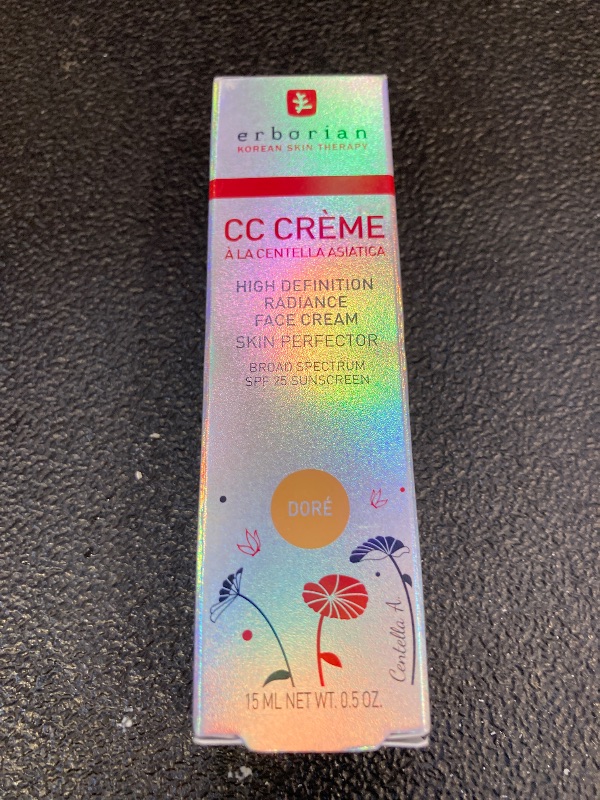 erborian
KOREAN SKIN THERAPY
CC CRÈME
À LA CENTELLA ASIATICA
HIGH DEFINITION
RADIANCE
FACE CREAM
SKIN PERFECTOR
BROAD SPECTRUM
SPF 25 SUNSCREEN
DORÉ
Centella A.
15 ML NET WT. 0.5 OZ.